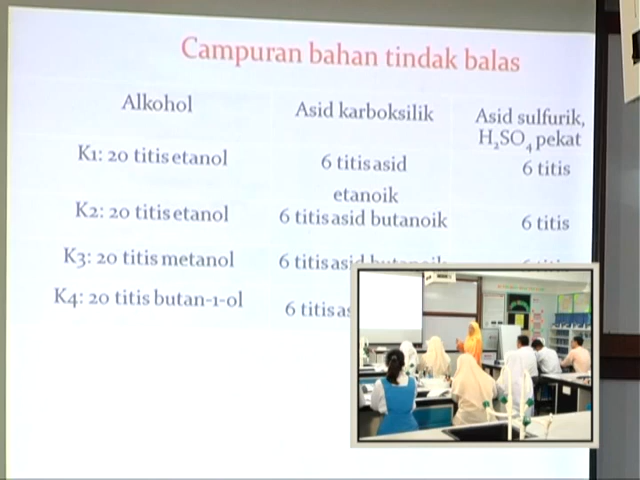 Campuran bahan tindak balas
Alkohol Asid karboksilik Asid sulfurik,
H₂SO₄ pekat
K1: 20 titis etanol 6 titis asid 6 titis
etanoik
K2: 20 titis etanol 6 titis asid butanoik 6 titis
K3: 20 titis metanol 6 titis asid
K4: 20 titis butan-1-ol 6 titis